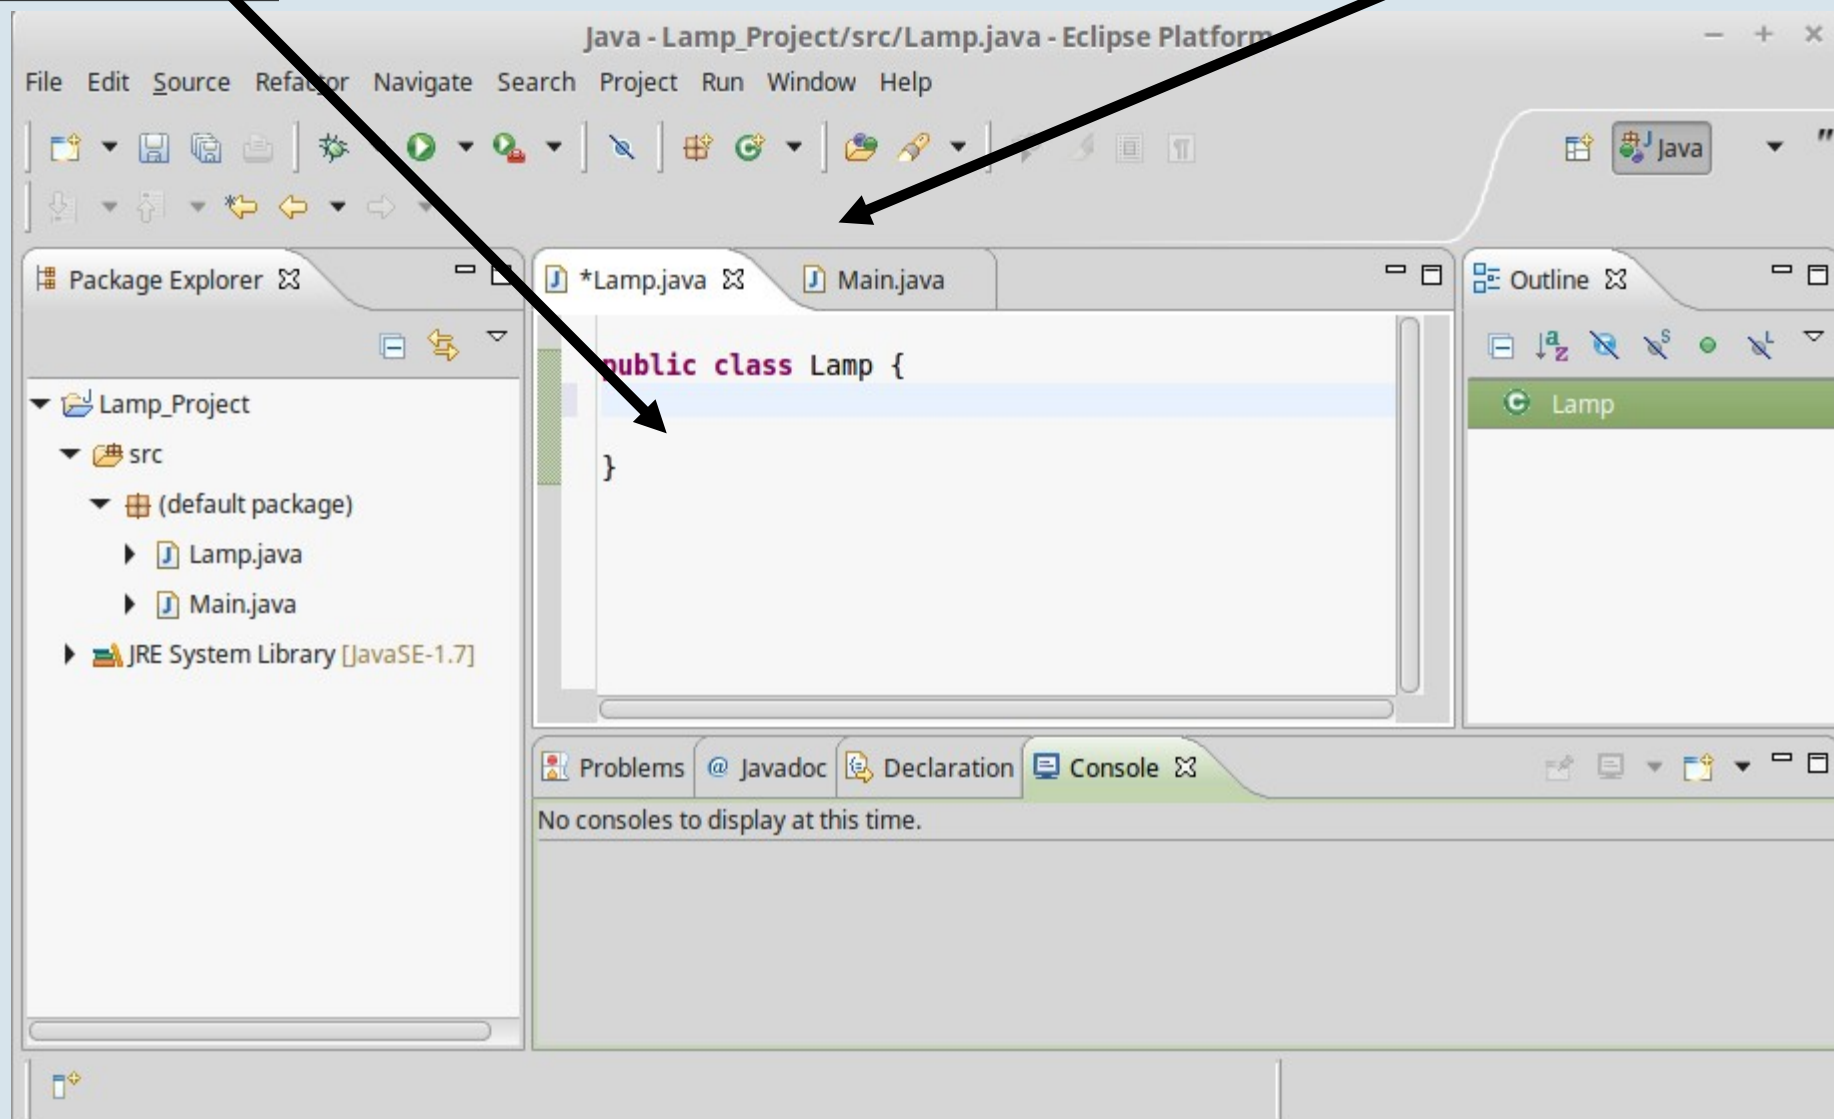 Java - Lamp_Project/src/Lamp.java - Eclipse Platform
File Edit Source Refactor Navigate Search Project Run Window Help
Java
Package Explorer
*Lamp.java
Main.java
Outline
public class Lamp {
}
Lamp_Project
src
(default package)
Lamp.java
Main.java
JRE System Library [JavaSE-1.7]
Lamp
Problems @ Javadoc Declaration Console
No consoles to display at this time.